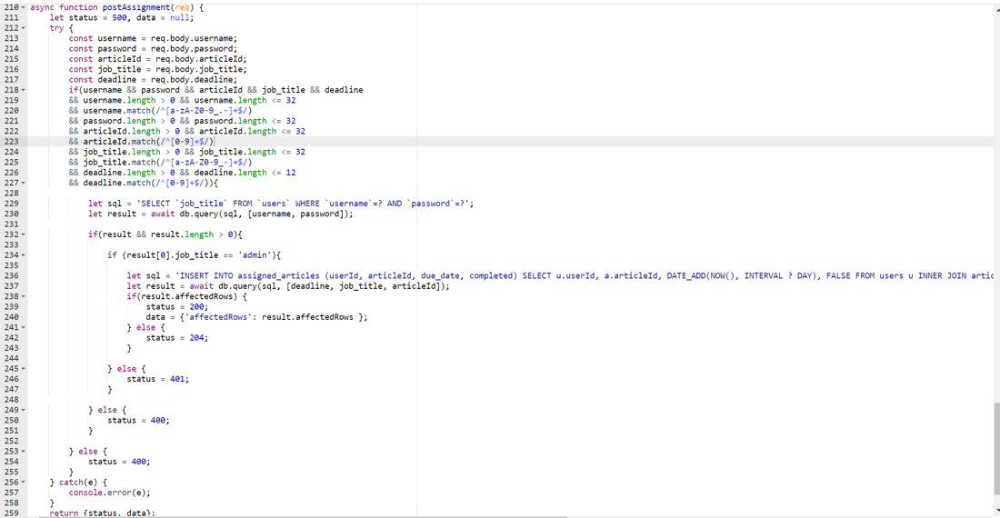 210 async function postAssignment(req) {
211 let status = 500, data = null;
212 try {
213 const username = req.body.username;
214 const password = req.body.password;
215 const articleId = req.body.articleId;
216 const job_title = req.body.job_title;
217 const deadline = req.body.deadline;
218 if(username && password && articleId && job_title && deadline
219 && username.length > 0 && username.length <= 32
220 && username.match(/^[a-zA-Z0-9_.-]+$/)
221 && password.length > 0 && password.length <= 32
222 && articleId.length > 0 && articleId.length <= 32
223 && articleId.match(/^[0-9]+$/)
224 && job_title.length > 0 && job_title.length <= 32
225 && job_title.match(/^[a-zA-Z0-9_-]+$/)
226 && deadline.length > 0 && deadline.length <= 12
227 && deadline.match(/^[0-9]+$/)){
228
229 let sql = 'SELECT `job_title` FROM `users` WHERE `username`=? AND `password`=?';
230 let result = await db.query(sql, [username, password]);
231
232 if(result && result.length > 0){
233
234 if (result[0].job_title == 'admin'){
235
236 let sql = 'INSERT INTO assigned_articles (userId, articleId, due_date, completed) SELECT u.userId, a.articleId, DATE_ADD(NOW(), INTERVAL ? DAY), FALSE FROM users u INNER JOIN artic
237 let result = await db.query(sql, [deadline, job_title, articleId]);
238 if(result.affectedRows) {
239 status = 200;
240 data = {'affectedRows': result.affectedRows };
241 } else {
242 status = 204;
243 }
244
245 } else {
246 status = 401;
247 }
248
249 } else {
250 status = 400;
251 }
252
253 } else {
254 status = 400;
255 }
256 } catch(e) {
257 console.error(e);
258 }
259 return {status, data};